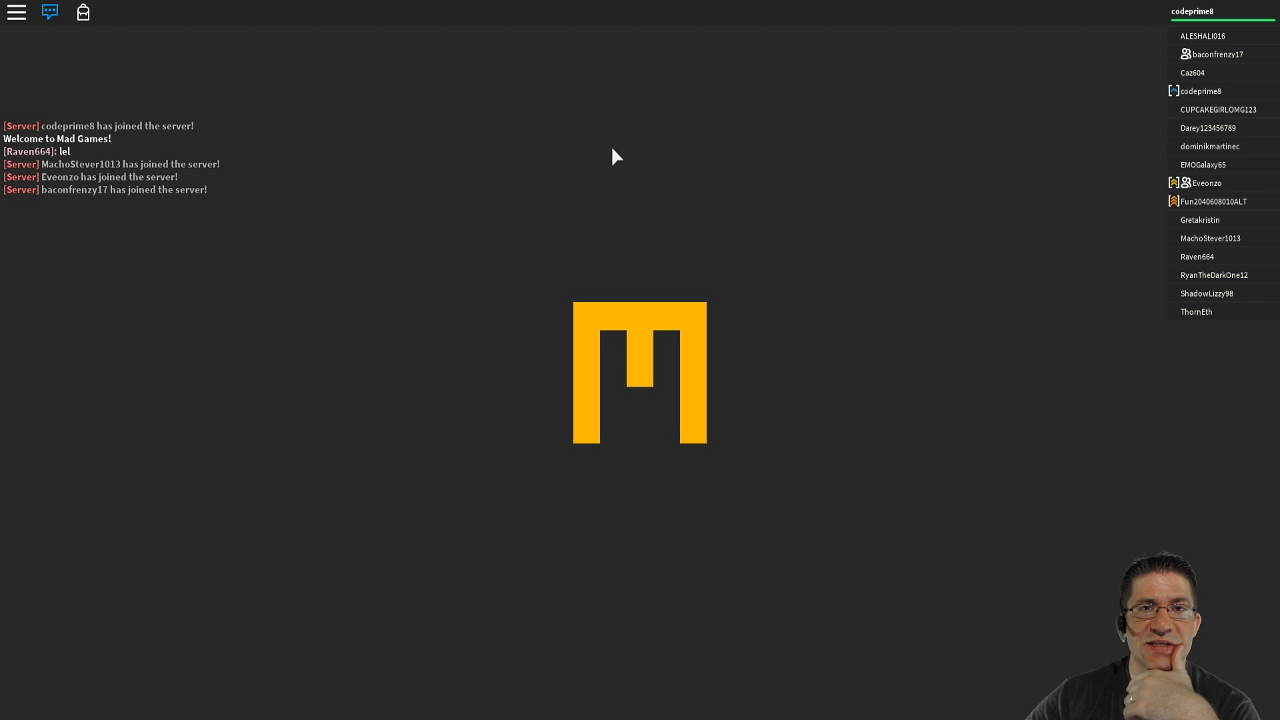 codeprime8
[Server] codeprime8 has joined the server!
Welcome to Mad Games!
[Raven664]: lel
[Server] MachoStever1013 has joined the server!
[Server] Eveonzo has joined the server!
[Server] baconfrenzy17 has joined the server!
ALESHALI016
baconfrenzy17
Caz604
codeprime8
CUPCAKEGIRLOMG123
Darey123456789
dominikmartinec
EMOGalaxy65
Eveonzo
Fun2040608010ALT
Gretakristin
MachoStever1013
Raven664
RyanTheDarkOne12
ShadowLizzy98
ThornEth
M